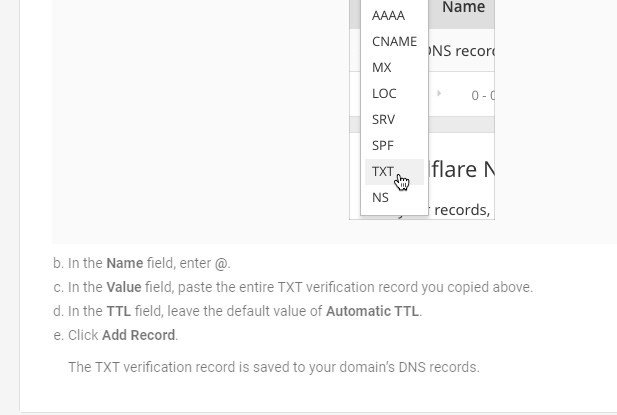 Name
AAAA
CNAME
DNS record
MX
LOC
0 - 0
SRV
SPF
TXT
flare N
NS
r records,
b. In the Name field, enter @.
c. In the Value field, paste the entire TXT verification record you copied above.
d. In the TTL field, leave the default value of Automatic TTL.
e. Click Add Record.
The TXT verification record is saved to your domain’s DNS records.